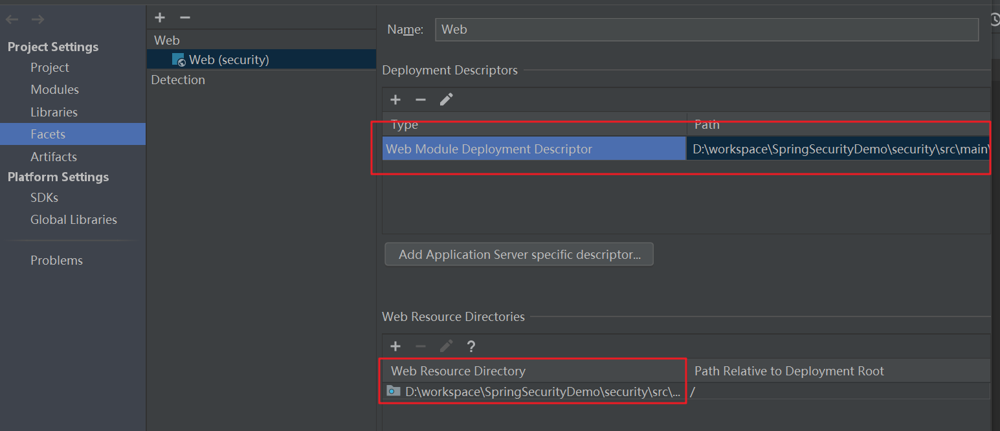 Project Settings
Project
Modules
Libraries
Facets
Artifacts
Platform Settings
SDKs
Global Libraries
Problems
Web
Web (security)
Detection
Name: Web
Deployment Descriptors
Type Path
Web Module Deployment Descriptor D:\workspace\SpringSecurityDemo\security\src\main\
Add Application Server specific descriptor...
Web Resource Directories
?
Web Resource Directory Path Relative to Deployment Root
D:\workspace\SpringSecurityDemo\security\src\... /